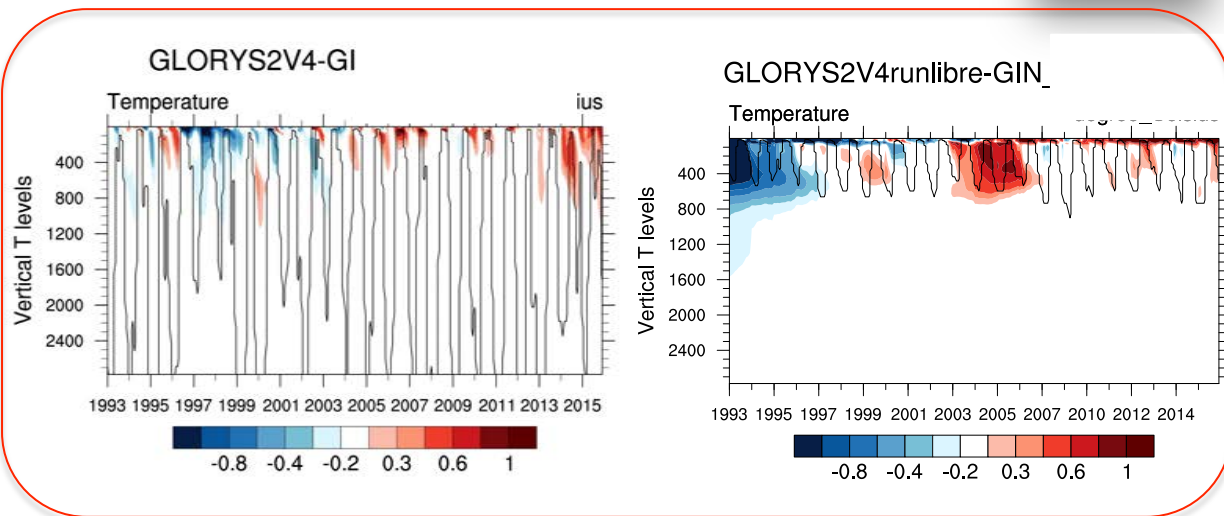 GLORYS2V4-GI
Temperature
ius
Vertical T levels
400
800
1200
1600
2000
2400
1993 1995 1997 1999 2001 2003 2005 2007 2009 2011 2013 2015
-0.8 -0.4 -0.2 0.3 0.6 1
GLORYS2V4runlibre-GIN_
Temperature
Vertical T levels
400
800
1200
1600
2000
2400
1993 1995 1997 1999 2001 2003 2005 2007 2010 2012 2014
-0.8 -0.4 -0.2 0.3 0.6 1